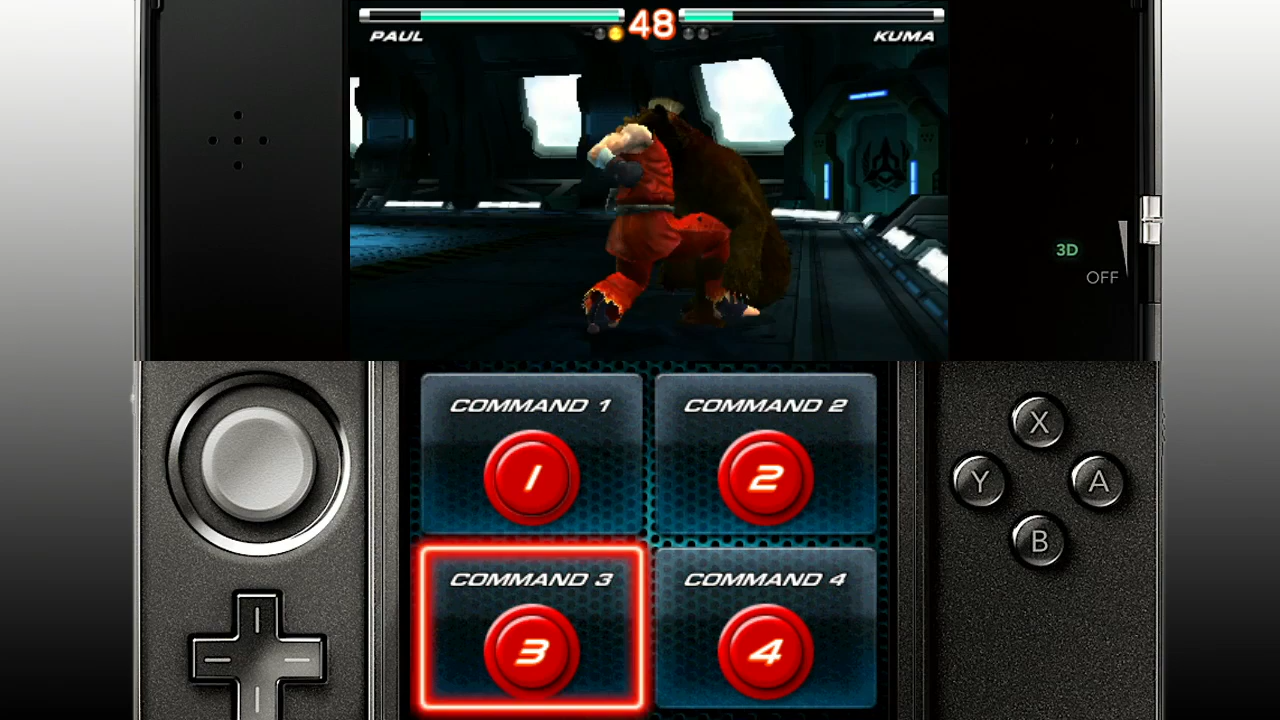 48
PAUL
KUMA
3D
OFF
COMMAND 1
COMMAND 2
1
2
COMMAND 3
COMMAND 4
3
4
X
Y
A
B